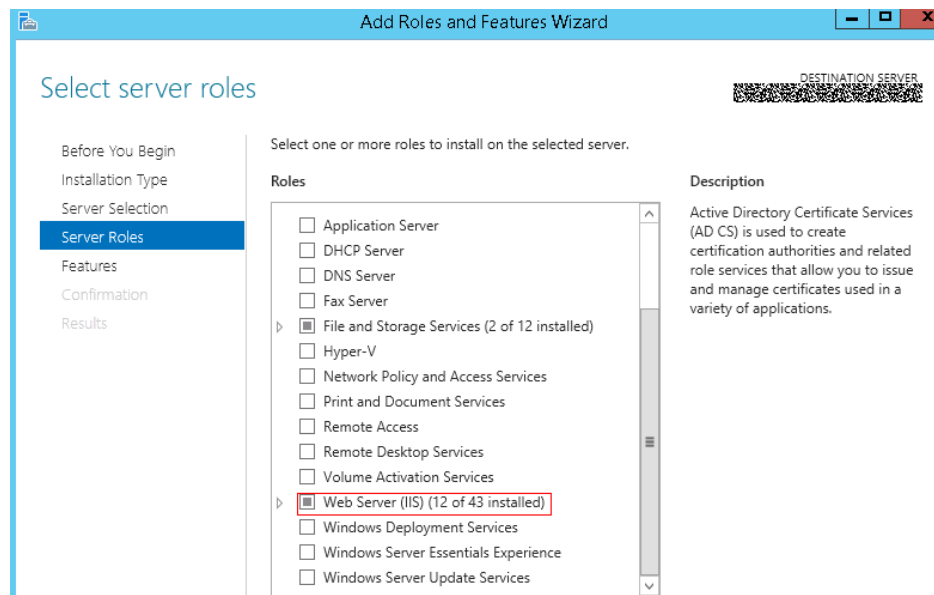 Add Roles and Features Wizard
Select server roles
DESTINATION SERVER
Before You Begin
Installation Type
Server Selection
Server Roles
Features
Confirmation
Results
Select one or more roles to install on the selected server.
Roles
Application Server
DHCP Server
DNS Server
Fax Server
File and Storage Services (2 of 12 installed)
Hyper-V
Network Policy and Access Services
Print and Document Services
Remote Access
Remote Desktop Services
Volume Activation Services
Web Server (IIS) (12 of 43 installed)
Windows Deployment Services
Windows Server Essentials Experience
Windows Server Update Services
Description
Active Directory Certificate Services
(AD CS) is used to create
certification authorities and related
role services that allow you to issue
and manage certificates used in a
variety of applications.